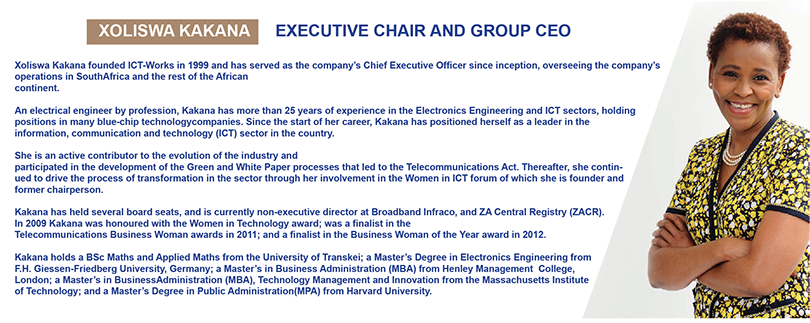 XOLISWA KAKANA EXECUTIVE CHAIR AND GROUP CEO
Xoliswa Kakana founded ICT-Works in 1999 and has served as the company's Chief Executive Officer since inception, overseeing the company's
operations in SouthAfrica and the rest of the African
continent.
An electrical engineer by profession, Kakana has more than 25 years of experience in the Electronics Engineering and ICT sectors, holding
positions in many blue-chip technologycompanies. Since the start of her career, Kakana has positioned herself as a leader in the
information, communication and technology (ICT) sector in the country.
She is an active contributor to the evolution of the industry and
participated in the development of the Green and White Paper processes that led to the Telecommunications Act. Thereafter, she contin-
ued to drive the process of transformation in the sector through her involvement in the Women in ICT forum of which she is founder and
former chairperson.
Kakana has held several board seats, and is currently non-executive director at Broadband Infraco, and ZA Central Registry (ZACR).
In 2009 Kakana was honoured with the Women in Technology award; was a finalist in the
Telecommunications Business Woman awards in 2011; and a finalist in the Business Woman of the Year award in 2012.
Kakana holds a BSc Maths and Applied Maths from the University of Transkei; a Master's Degree in Electronics Engineering from
F.H. Giessen-Friedberg University, Germany; a Master's in Business Administration (MBA) from Henley Management College,
London; a Master's in BusinessAdministration (MBA), Technology Management and Innovation from the Massachusetts Institute
of Technology; and a Master's Degree in Public Administration(MPA) from Harvard University.